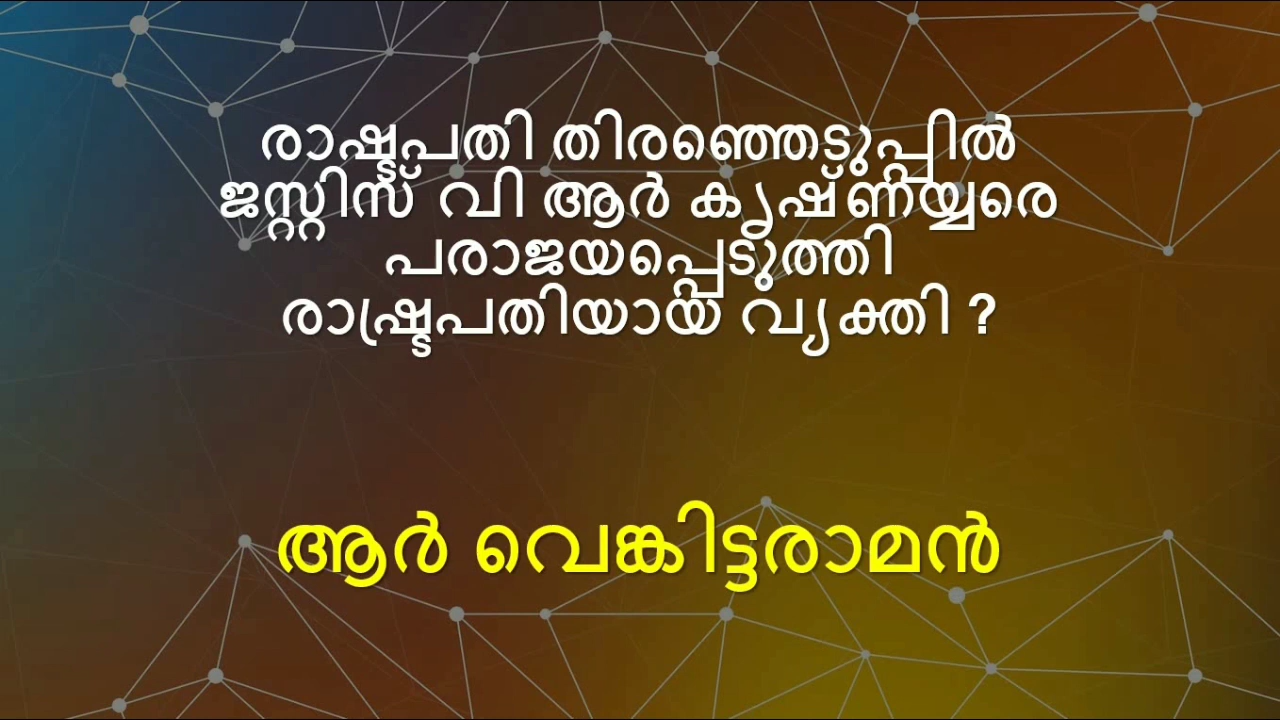 രാഷ്ട്രപതി തിരഞ്ഞെടുപ്പിൽ
ജസ്റ്റിസ് വി ആർ കൃഷ്ണയ്യരെ
പരാജയപ്പെടുത്തി
രാഷ്ട്രപതിയായ വ്യക്തി ?
ആർ വെങ്കിട്ടരാമൻ